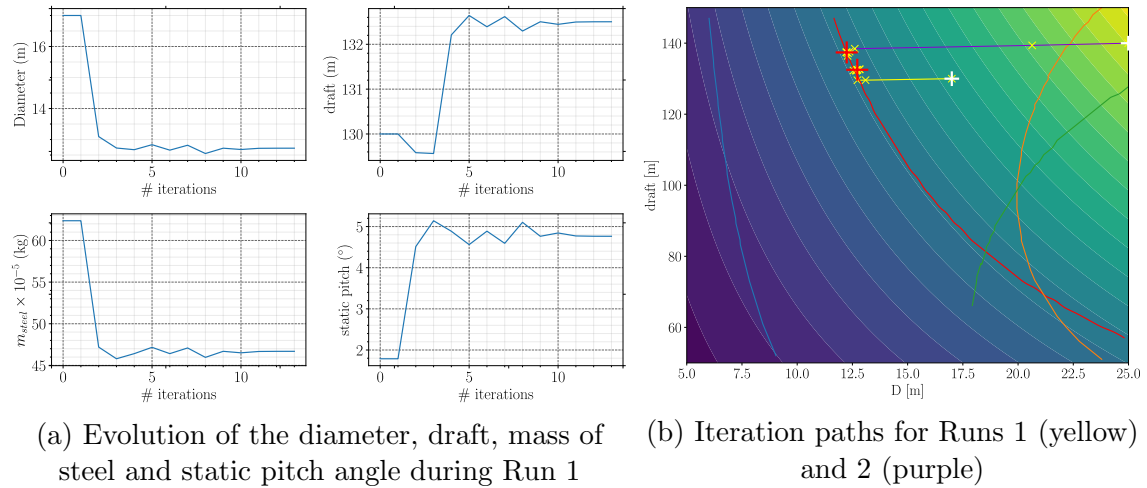 16
14
Diameter (m)
0
5
10
# iterations
132
131
130
draft (m)
0
5
10
# iterations
60
55
50
45
m_steel × 10^−5 (kg)
0
5
10
# iterations
5
4
3
2
static pitch (°)
0
5
10
# iterations
140
120
100
80
60
draft [m]
5.0 7.5 10.0 12.5 15.0 17.5 20.0 22.5 25.0
D [m]
(a) Evolution of the diameter, draft, mass of
steel and static pitch angle during Run 1
(b) Iteration paths for Runs 1 (yellow)
and 2 (purple)